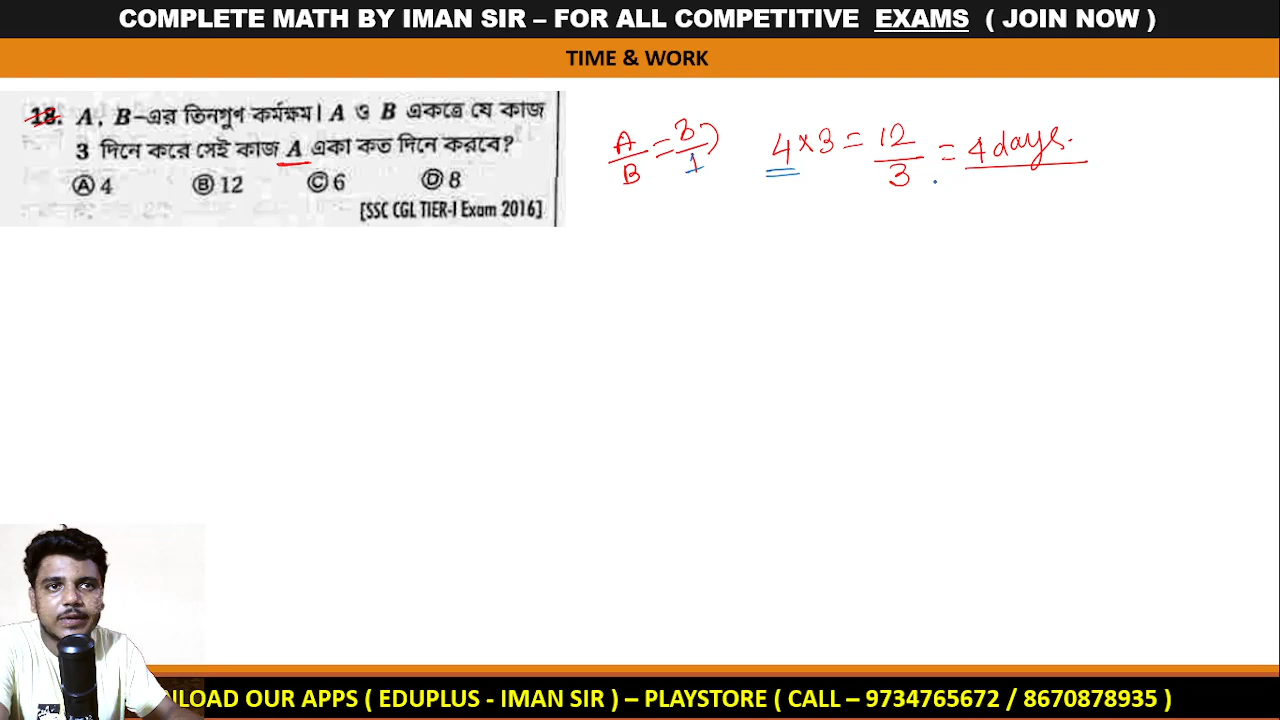 COMPLETE MATH BY IMAN SIR – FOR ALL COMPETITIVE EXAMS ( JOIN NOW )
TIME & WORK
18. A, B-এর তিনগুণ কর্মক্ষম। A ও B একত্রে যে কাজ
3 দিনে করে সেই কাজ A একা কত দিনে করবে?
Ⓐ 4 Ⓑ 12 Ⓒ 6 Ⓓ 8
[SSC CGL TIER-I Exam 2016]
A/B = 3/1) 4×3 = 12/3 = 4 days.
NLOAD OUR APPS ( EDUPLUS - IMAN SIR ) – PLAYSTORE ( CALL – 9734765672 / 8670878935 )